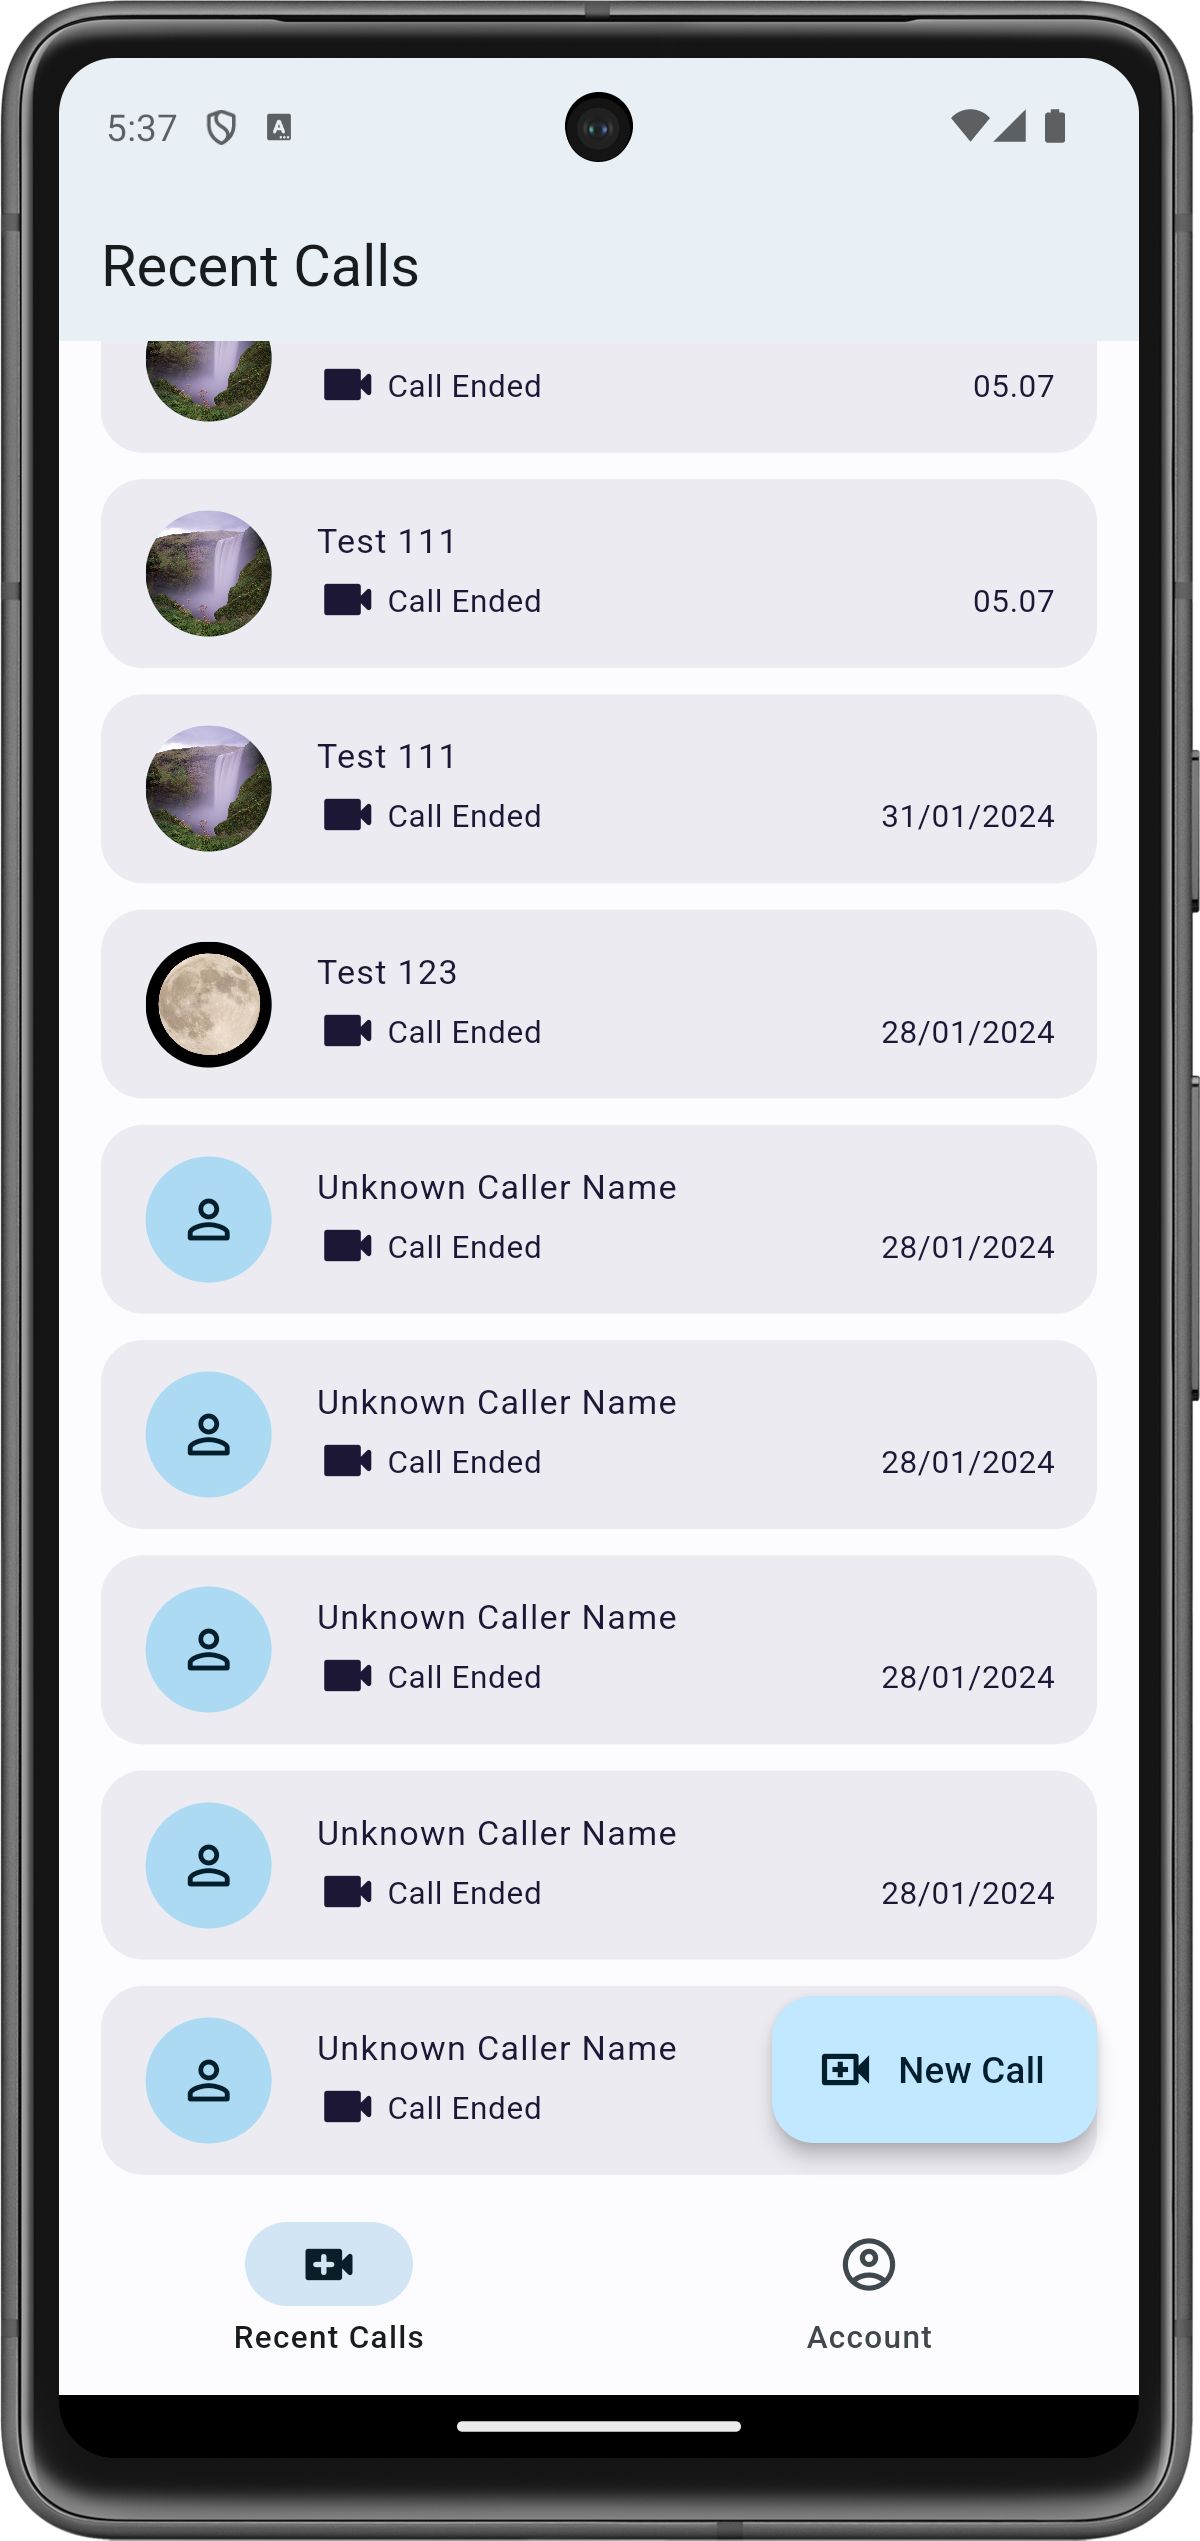 5:37
Recent Calls
Call Ended 05.07
Test 111
Call Ended 05.07
Test 111
Call Ended 31/01/2024
Test 123
Call Ended 28/01/2024
Unknown Caller Name
Call Ended 28/01/2024
Unknown Caller Name
Call Ended 28/01/2024
Unknown Caller Name
Call Ended 28/01/2024
Unknown Caller Name
Call Ended 28/01/2024
Unknown Caller Name
Call Ended
New Call
Recent Calls Account